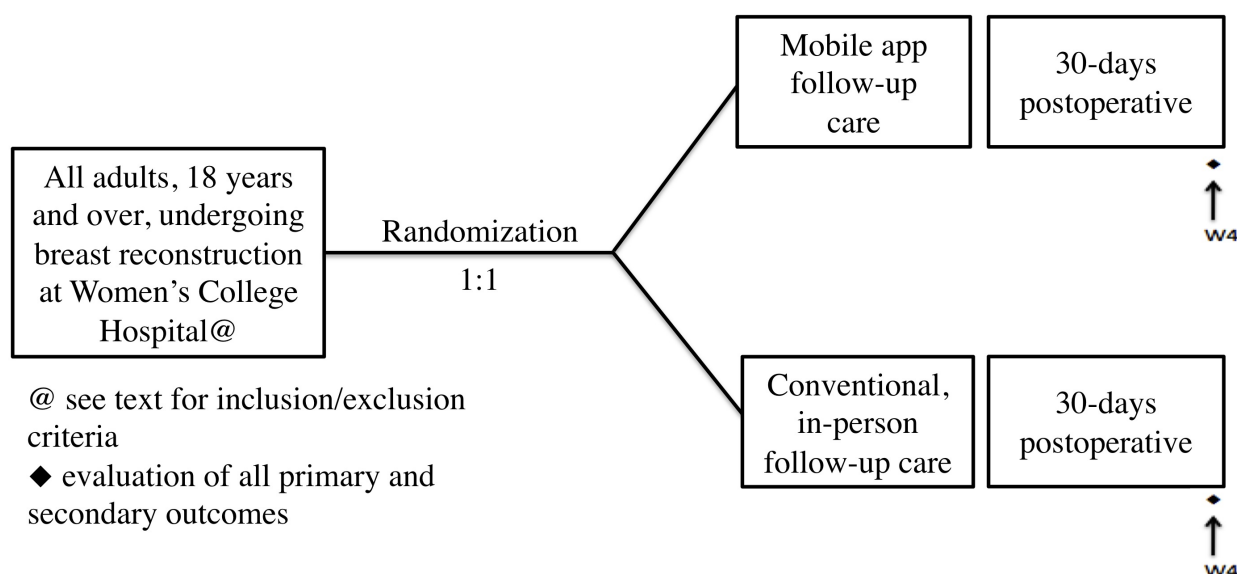 Mobile app
follow-up
care
30-days
postoperative
W4
All adults, 18 years
and over, undergoing
breast reconstruction
at Women’s College
Hospital@
Randomization
1:1
Conventional,
in-person
follow-up care
30-days
postoperative
W4
@ see text for inclusion/exclusion
criteria
◆ evaluation of all primary and
secondary outcomes